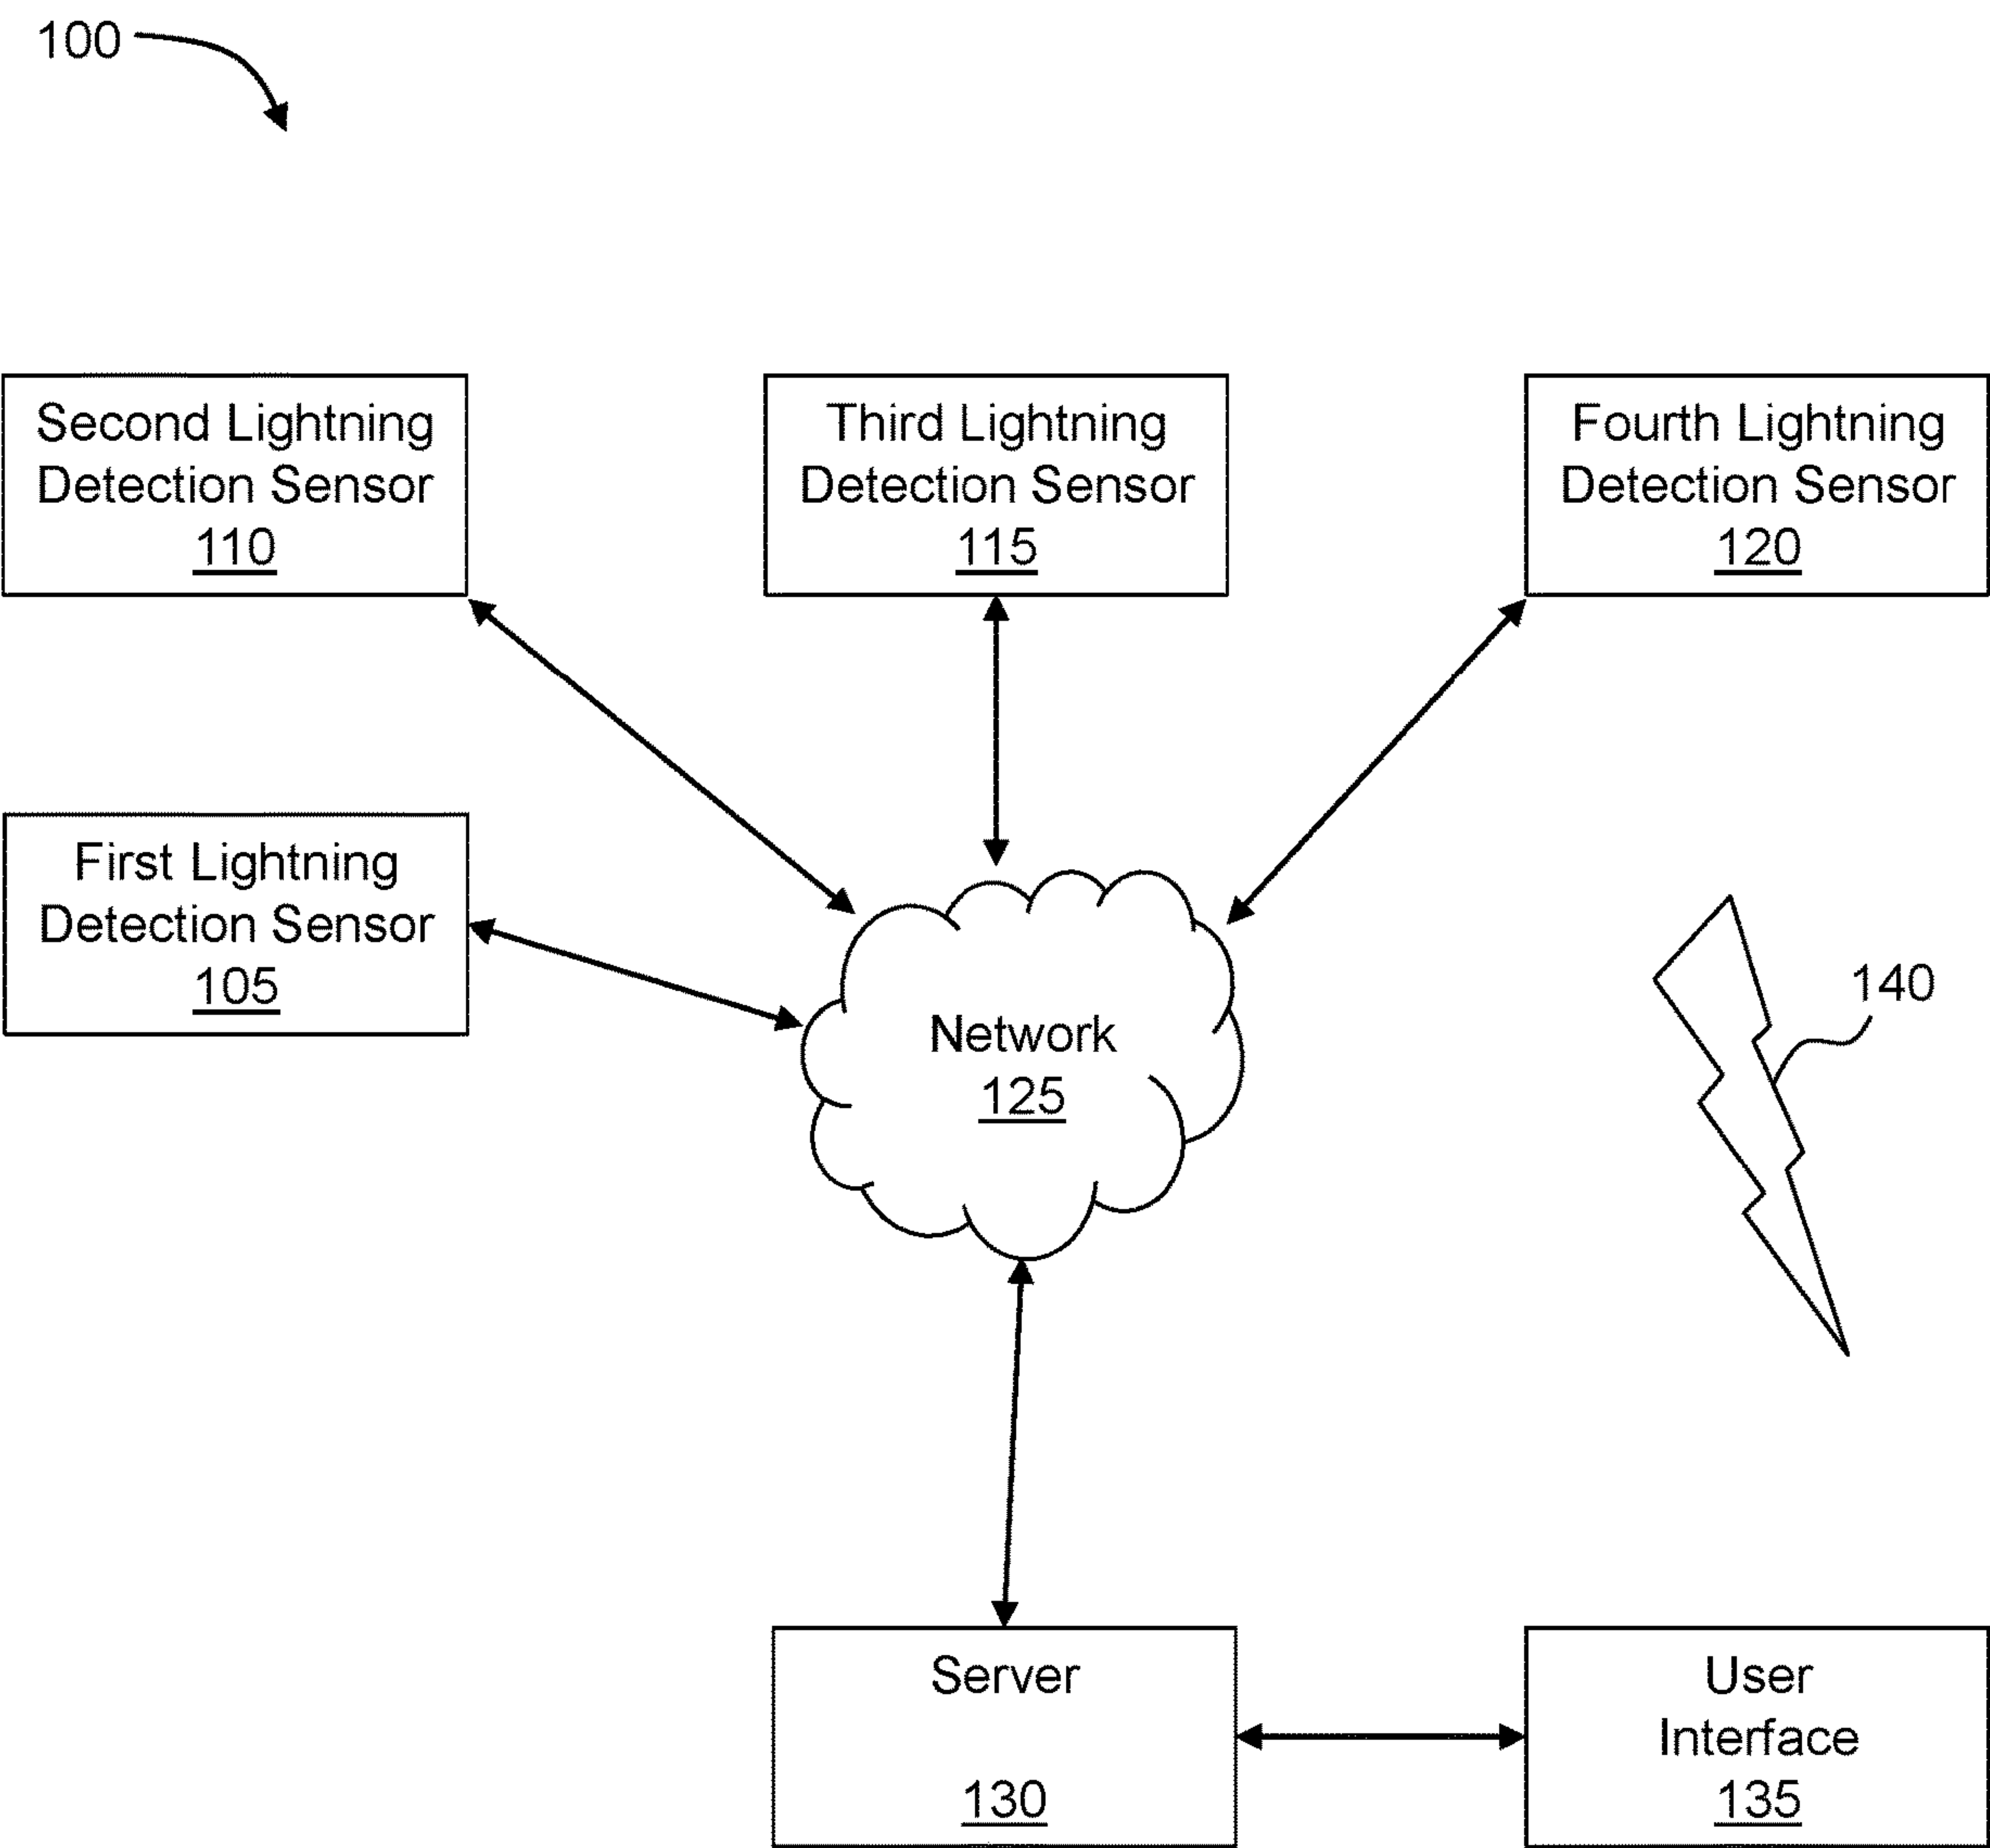 100
Second Lightning
Detection Sensor
110
Third Lightning
Detection Sensor
115
Fourth Lightning
Detection Sensor
120
First Lightning
Detection Sensor
105
Network
125
140
Server
130
User
Interface
135